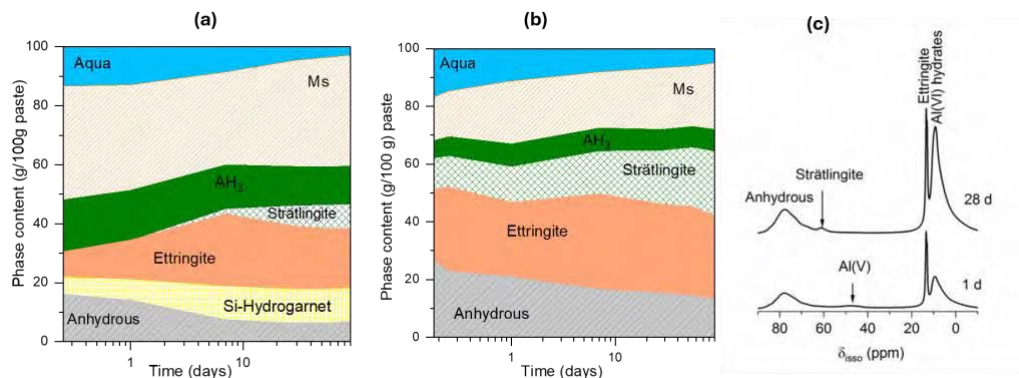 (a)
Phase content (g/100g paste)
100
80
60
40
20
0
Aqua
Ms
AH₃
Strätlingite
Ettringite
Si-Hydrogarnet
Anhydrous
1
10
Time (days)
(b)
Phase content (g/100 g) paste)
100
80
60
40
20
0
Aqua
Ms
AH₃
Strätlingite
Ettringite
Anhydrous
1
10
Time (days)
(c)
Ettringite
Al(VI) hydrates
Strätlingite
Anhydrous
28 d
Al(V)
1 d
80
60
40
20
0
δisso (ppm)